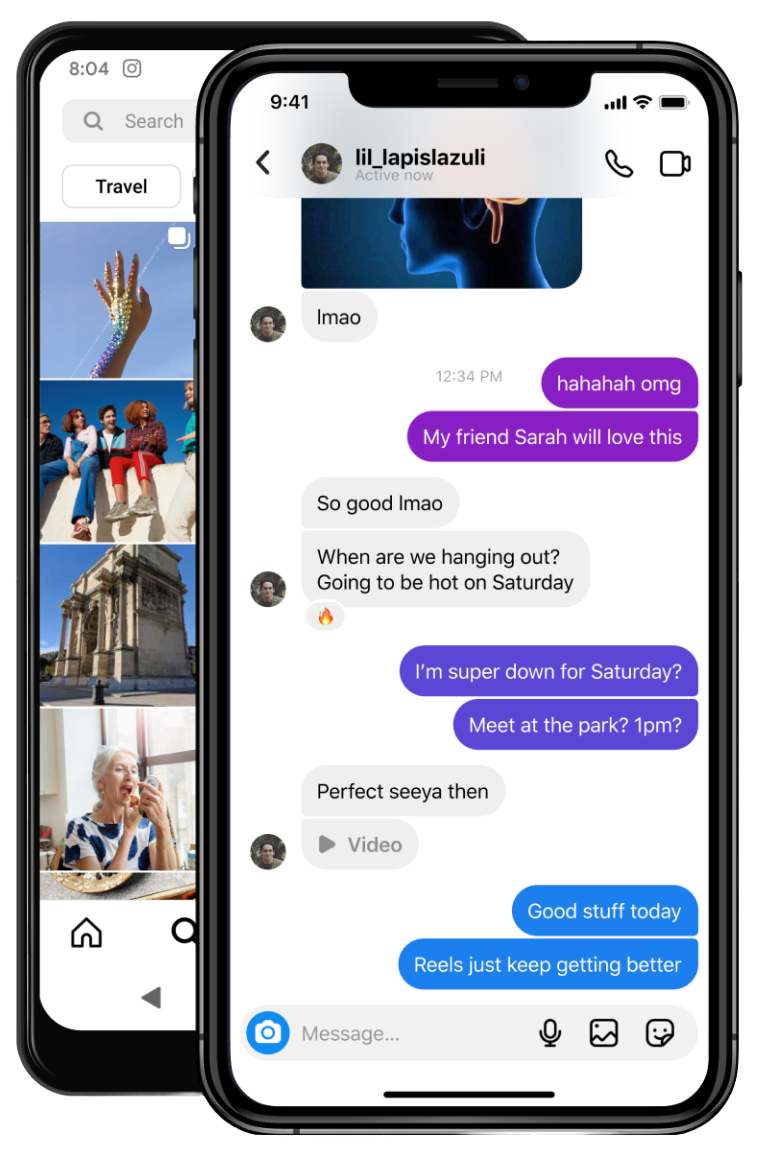 8:04
Search
Travel
9:41
lil_lapislazuli
Active now
lmao
12:34 PM
hahahah omg
My friend Sarah will love this
So good lmao
When are we hanging out?
Going to be hot on Saturday
🔥
I’m super down for Saturday?
Meet at the park? 1pm?
Perfect seeya then
Video
Good stuff today
Reels just keep getting better
Message...